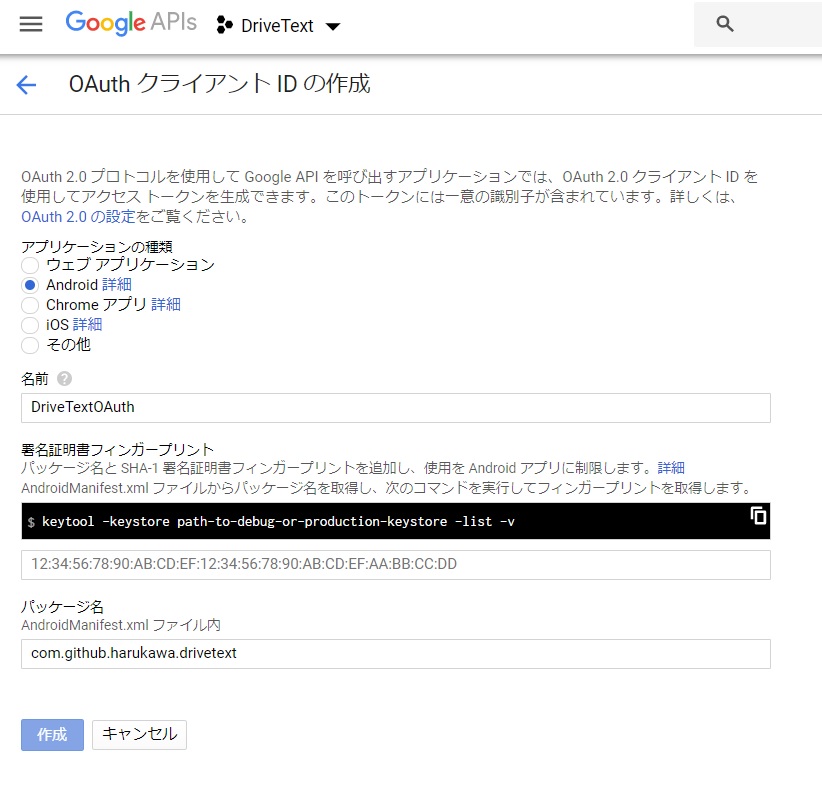 Google APIs DriveText
OAuth クライアント ID の作成
OAuth 2.0 プロトコルを使用して Google API を呼び出すアプリケーションでは、OAuth 2.0 クライアント ID を
使用してアクセス トークンを生成できます。このトークンには一意の識別子が含まれています。詳しくは、
OAuth 2.0 の設定をご覧ください。
アプリケーションの種類
ウェブ アプリケーション
Android 詳細
Chrome アプリ 詳細
iOS 詳細
その他
名前 ?
DriveTextOAuth
署名証明書フィンガープリント
パッケージ名と SHA-1 署名証明書フィンガープリントを追加し、使用を Android アプリに制限します。詳細
AndroidManifest.xml ファイルからパッケージ名を取得し、次のコマンドを実行してフィンガープリントを取得します。
$ keytool -keystore path-to-debug-or-production-keystore -list -v
12:34:56:78:90:AB:CD:EF:12:34:56:78:90:AB:CD:EF:AA:BB:CC:DD
パッケージ名
AndroidManifest.xml ファイル内
com.github.harukawa.drivetext
作成 キャンセル